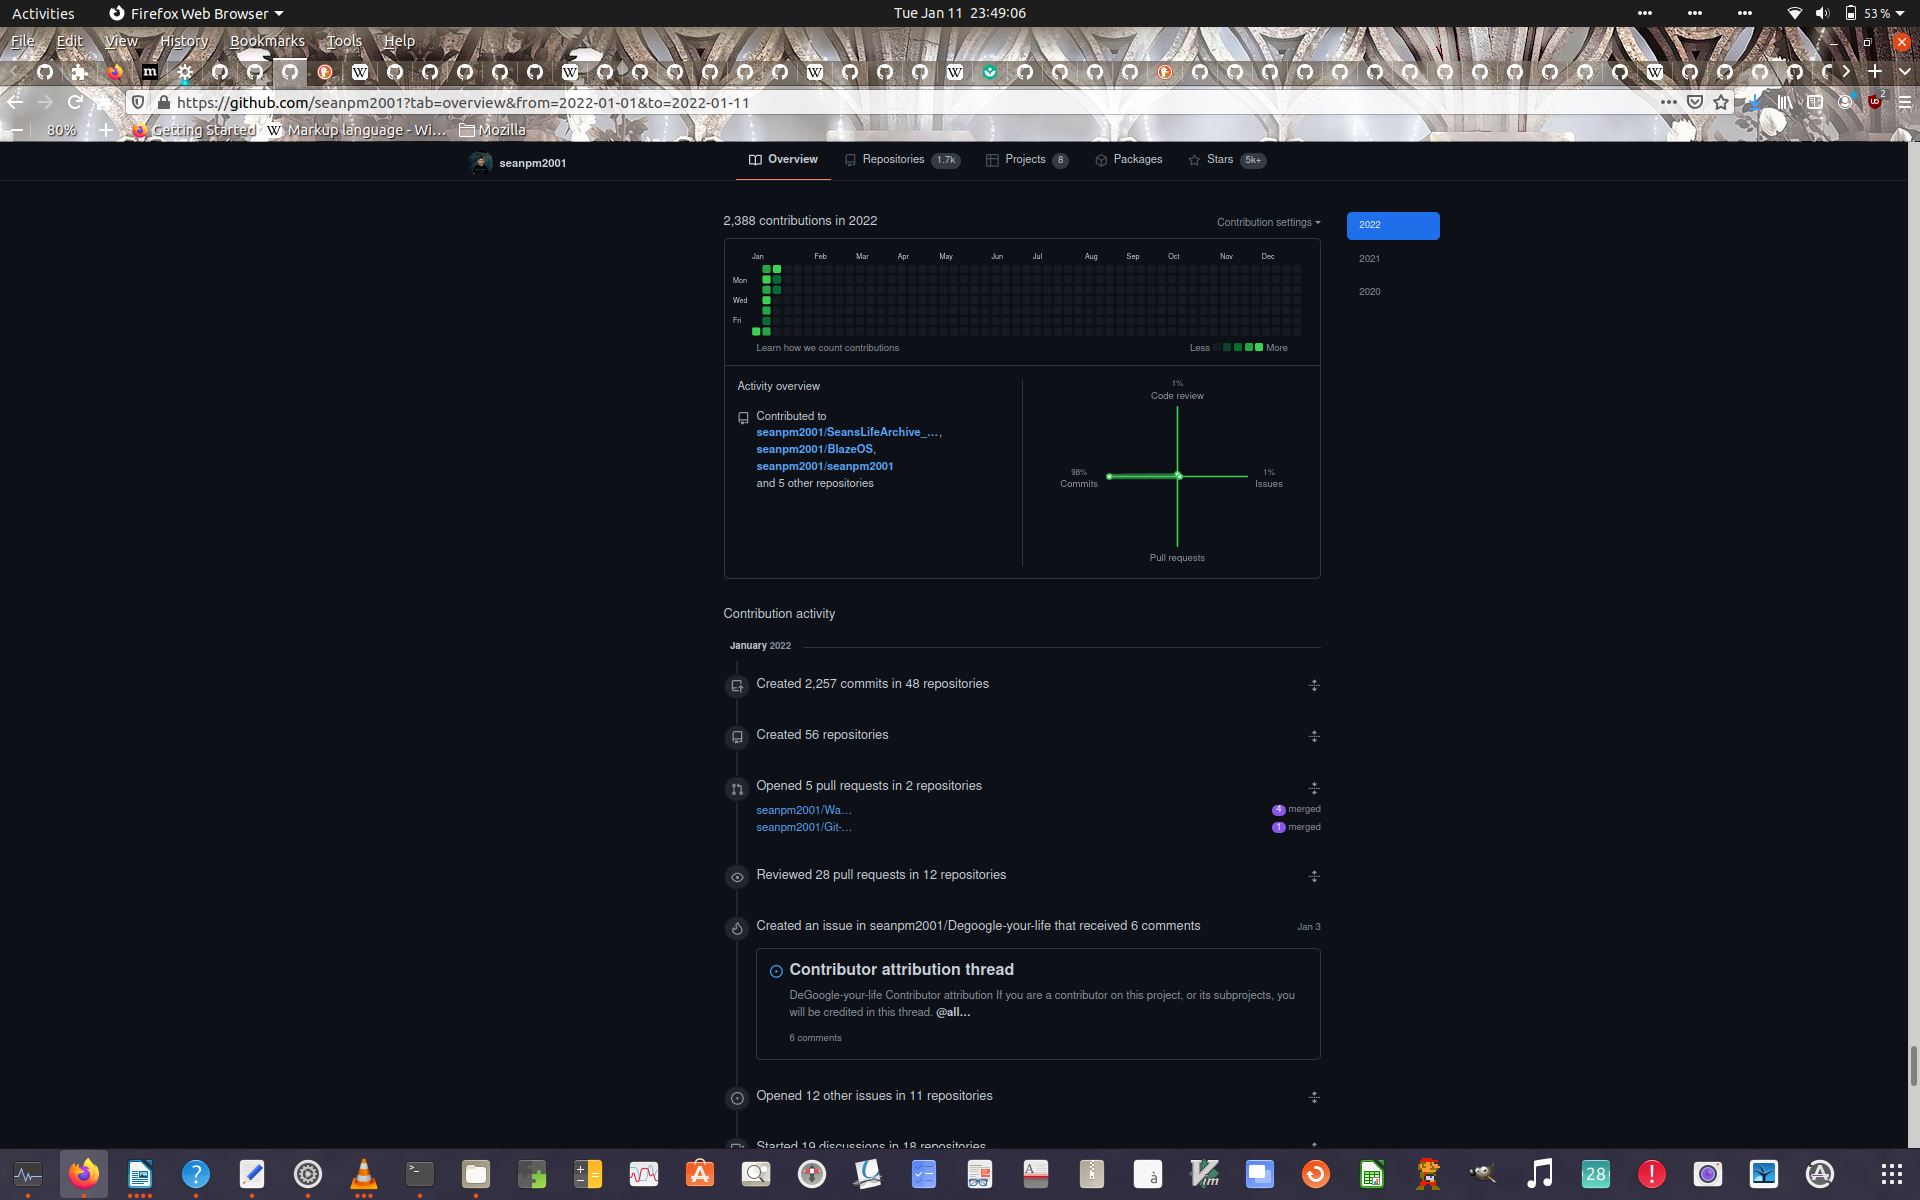 Activities
Firefox Web Browser
Tue Jan 11 23:49:06
53 %
File Edit View History Bookmarks Tools Help
https://github.com/seanpm2001?tab=overview&from=2022-01-01&to=2022-01-11
2
80%
Getting Started
Markup language - Wi…
Mozilla
seanpm2001
Overview
Repositories 1.7k
Projects 8
Packages
Stars 5k+
2,388 contributions in 2022
Contribution settings
2022
2021
2020
Jan Feb Mar Apr May Jun Jul Aug Sep Oct Nov Dec
Mon
Wed
Fri
Learn how we count contributions
Less
More
Activity overview
Contributed to
seanpm2001/SeansLifeArchive_…,
seanpm2001/BlazeOS,
seanpm2001/seanpm2001
and 5 other repositories
1%
Code review
98%
Commits
1%
Issues
Pull requests
Contribution activity
January 2022
Created 2,257 commits in 48 repositories
Created 56 repositories
Opened 5 pull requests in 2 repositories
seanpm2001/Wa…
4 merged
seanpm2001/Git-…
1 merged
Reviewed 28 pull requests in 12 repositories
Created an issue in seanpm2001/Degoogle-your-life that received 6 comments
Jan 3
Contributor attribution thread
DeGoogle-your-life Contributor attribution If you are a contributor on this project, or its subprojects, you
will be credited in this thread. @all…
6 comments
Opened 12 other issues in 11 repositories
Started 19 discussions in 18 repositories
28